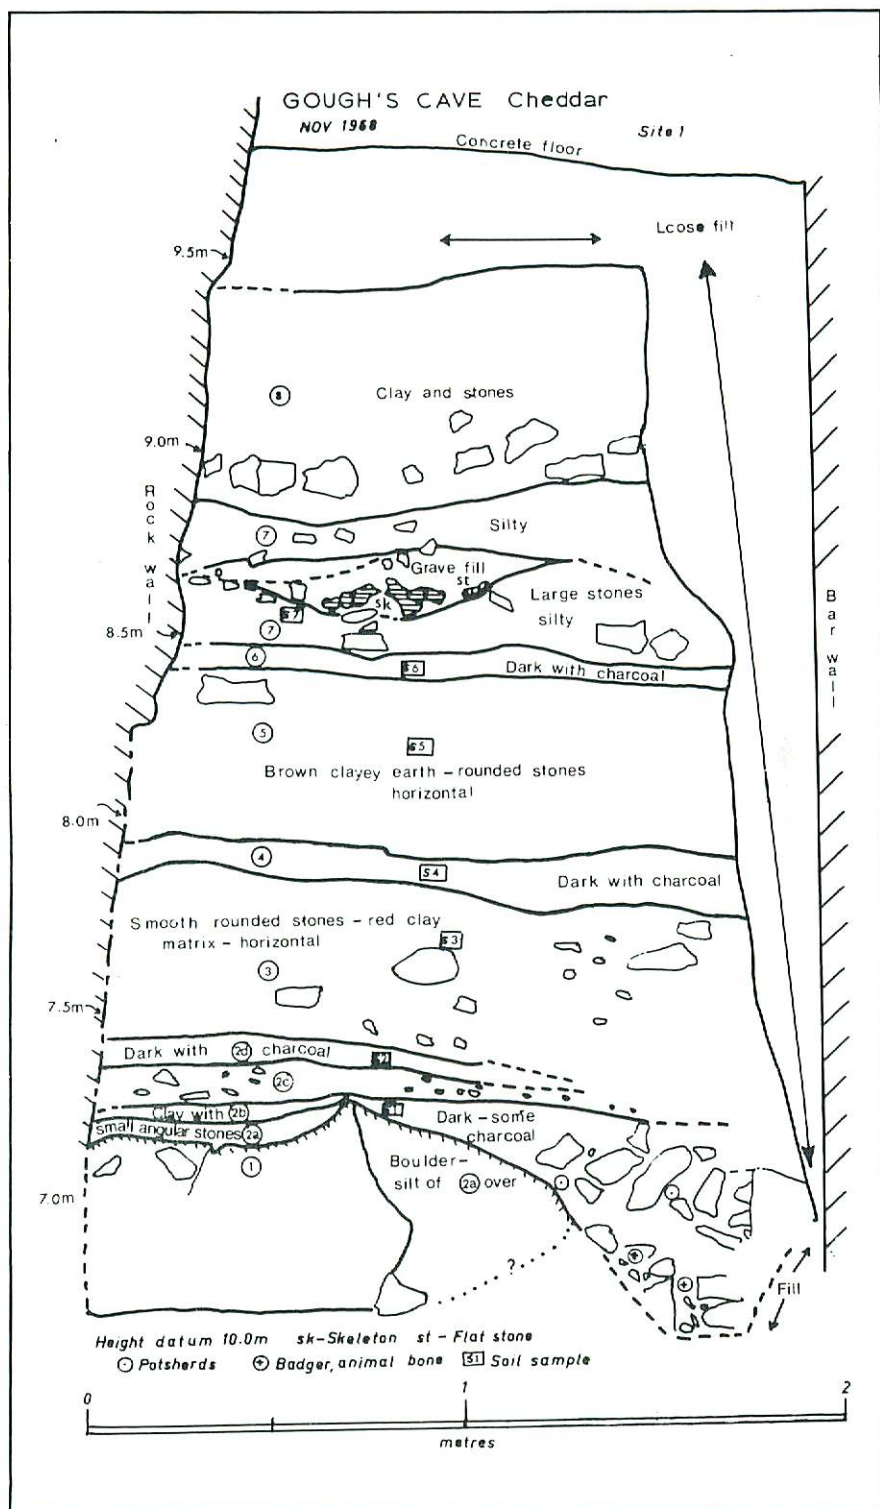 GOUGH'S CAVE Cheddar
NOV 1968
Site 1
Concrete floor
Loose fill
9.5m
8
Clay and stones
9.0m
Rock wall
7
Silty
Grave fill
st
sk
Large stones
silty
S7
Bar wall
8.5m
7
6
S6
Dark with charcoal
5
S5
Brown clayey earth – rounded stones
horizontal
8.0m
4
S4
Dark with charcoal
Smooth rounded stones – red clay
matrix – horizontal
S3
3
7.5m
Dark with 2d charcoal
S2
2c
Clay with 2b
S1
Dark – some
charcoal
small angular stones 2a
1
Boulder-
silt of 2a over
7.0m
?
Fill
Height datum 10.0m sk-Skeleton st – Flat stone
Potsherds Badger, animal bone S1 Soil sample
0 1 2
metres